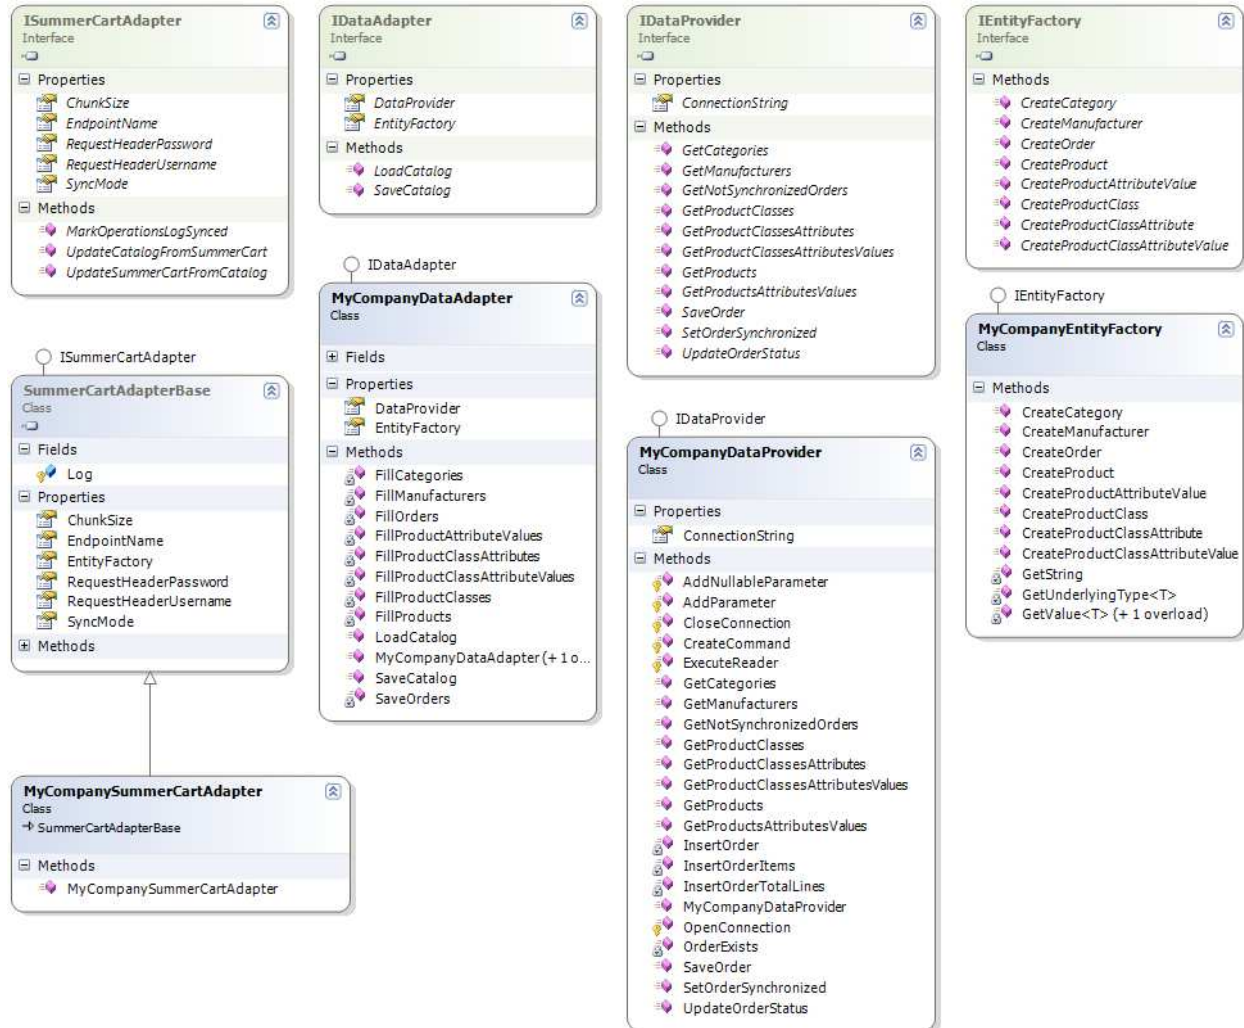 ISummerCartAdapter
Interface
Properties
ChunkSize
EndpointName
RequestHeaderPassword
RequestHeaderUsername
SyncMode
Methods
MarkOperationsLogSynced
UpdateCatalogFromSummerCart
UpdateSummerCartFromCatalog
ISummerCartAdapter
SummerCartAdapterBase
Class
Fields
Log
Properties
ChunkSize
EndpointName
EntityFactory
RequestHeaderPassword
RequestHeaderUsername
SyncMode
Methods
MyCompanySummerCartAdapter
Class
SummerCartAdapterBase
Methods
MyCompanySummerCartAdapter
IDataAdapter
Interface
Properties
DataProvider
EntityFactory
Methods
LoadCatalog
SaveCatalog
IDataAdapter
MyCompanyDataAdapter
Class
Fields
Properties
DataProvider
EntityFactory
Methods
FillCategories
FillManufacturers
FillOrders
FillProductAttributeValues
FillProductClassAttributes
FillProductClassAttributeValues
FillProductClasses
FillProducts
LoadCatalog
MyCompanyDataAdapter (+ 1 o...
SaveCatalog
SaveOrders
IDataProvider
Interface
Properties
ConnectionString
Methods
GetCategories
GetManufacturers
GetNotSynchronizedOrders
GetProductClasses
GetProductClassesAttributes
GetProductClassesAttributesValues
GetProducts
GetProductsAttributesValues
SaveOrder
SetOrderSynchronized
UpdateOrderStatus
IDataProvider
MyCompanyDataProvider
Class
Properties
ConnectionString
Methods
AddNullableParameter
AddParameter
CloseConnection
CreateCommand
ExecuteReader
GetCategories
GetManufacturers
GetNotSynchronizedOrders
GetProductClasses
GetProductClassesAttributes
GetProductClassesAttributesValues
GetProducts
GetProductsAttributesValues
InsertOrder
InsertOrderItems
InsertOrderTotalLines
MyCompanyDataProvider
OpenConnection
OrderExists
SaveOrder
SetOrderSynchronized
UpdateOrderStatus
IEntityFactory
Interface
Methods
CreateCategory
CreateManufacturer
CreateOrder
CreateProduct
CreateProductAttributeValue
CreateProductClass
CreateProductClassAttribute
CreateProductClassAttributeValue
IEntityFactory
MyCompanyEntityFactory
Class
Methods
CreateCategory
CreateManufacturer
CreateOrder
CreateProduct
CreateProductAttributeValue
CreateProductClass
CreateProductClassAttribute
CreateProductClassAttributeValue
GetString
GetUnderlyingType<T>
GetValue<T> (+ 1 overload)